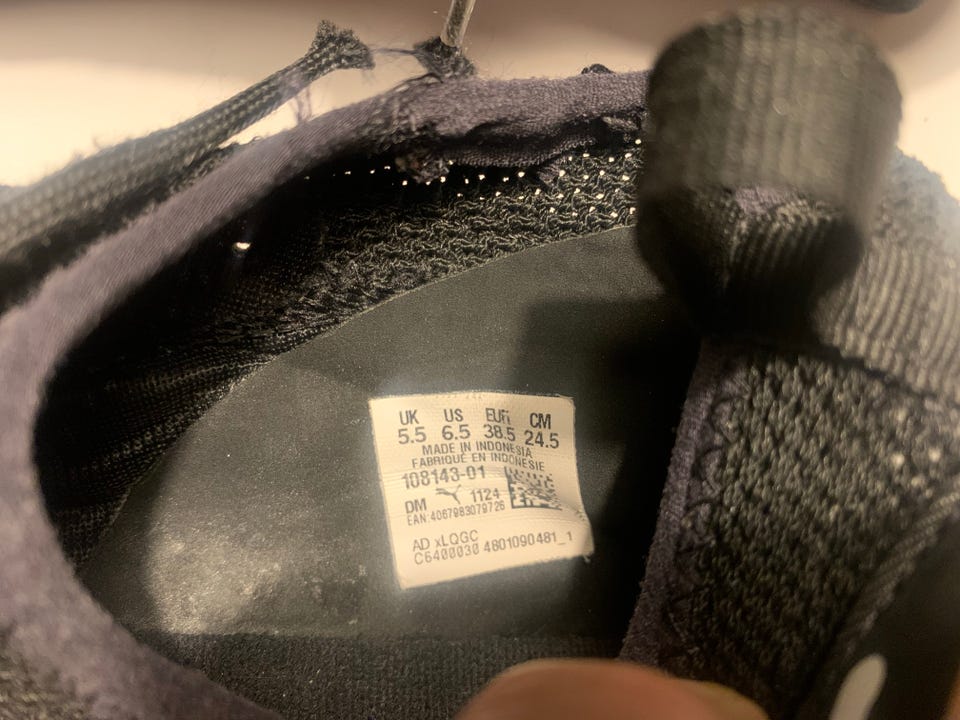 UK US EUR CM
5.5 6.5 38.5 24.5
MADE IN INDONESIA
FABRIQUÉ EN INDONESIE
108143-01
DM 1124
EAN:4067983079726
AD xLQGC
C6400030 4801090481_1